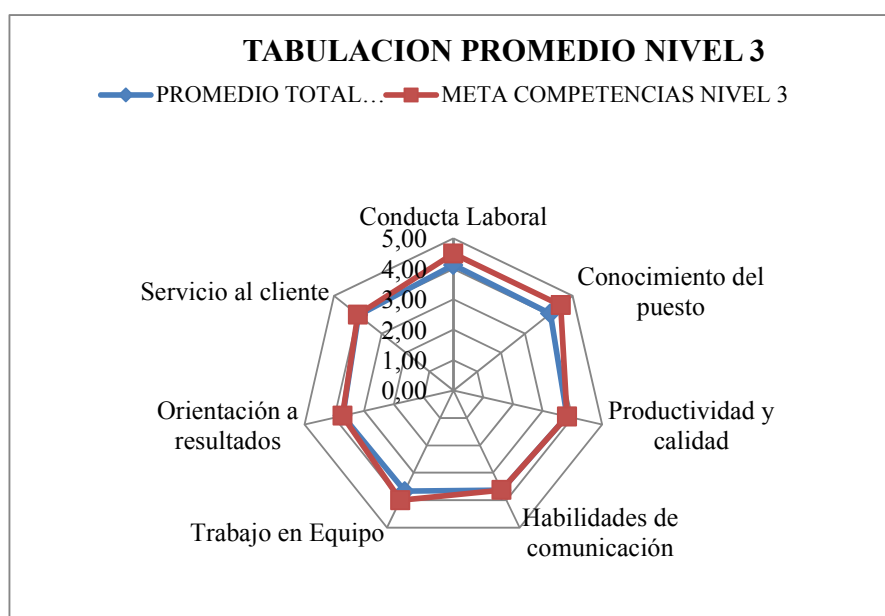 TABULACION PROMEDIO NIVEL 3
PROMEDIO TOTAL… META COMPETENCIAS NIVEL 3
Conducta Laboral
5,00
4,00
3,00
2,00
1,00
0,00
Conocimiento del
puesto
Productividad y
calidad
Habilidades de
comunicación
Trabajo en Equipo
Orientación a
resultados
Servicio al cliente